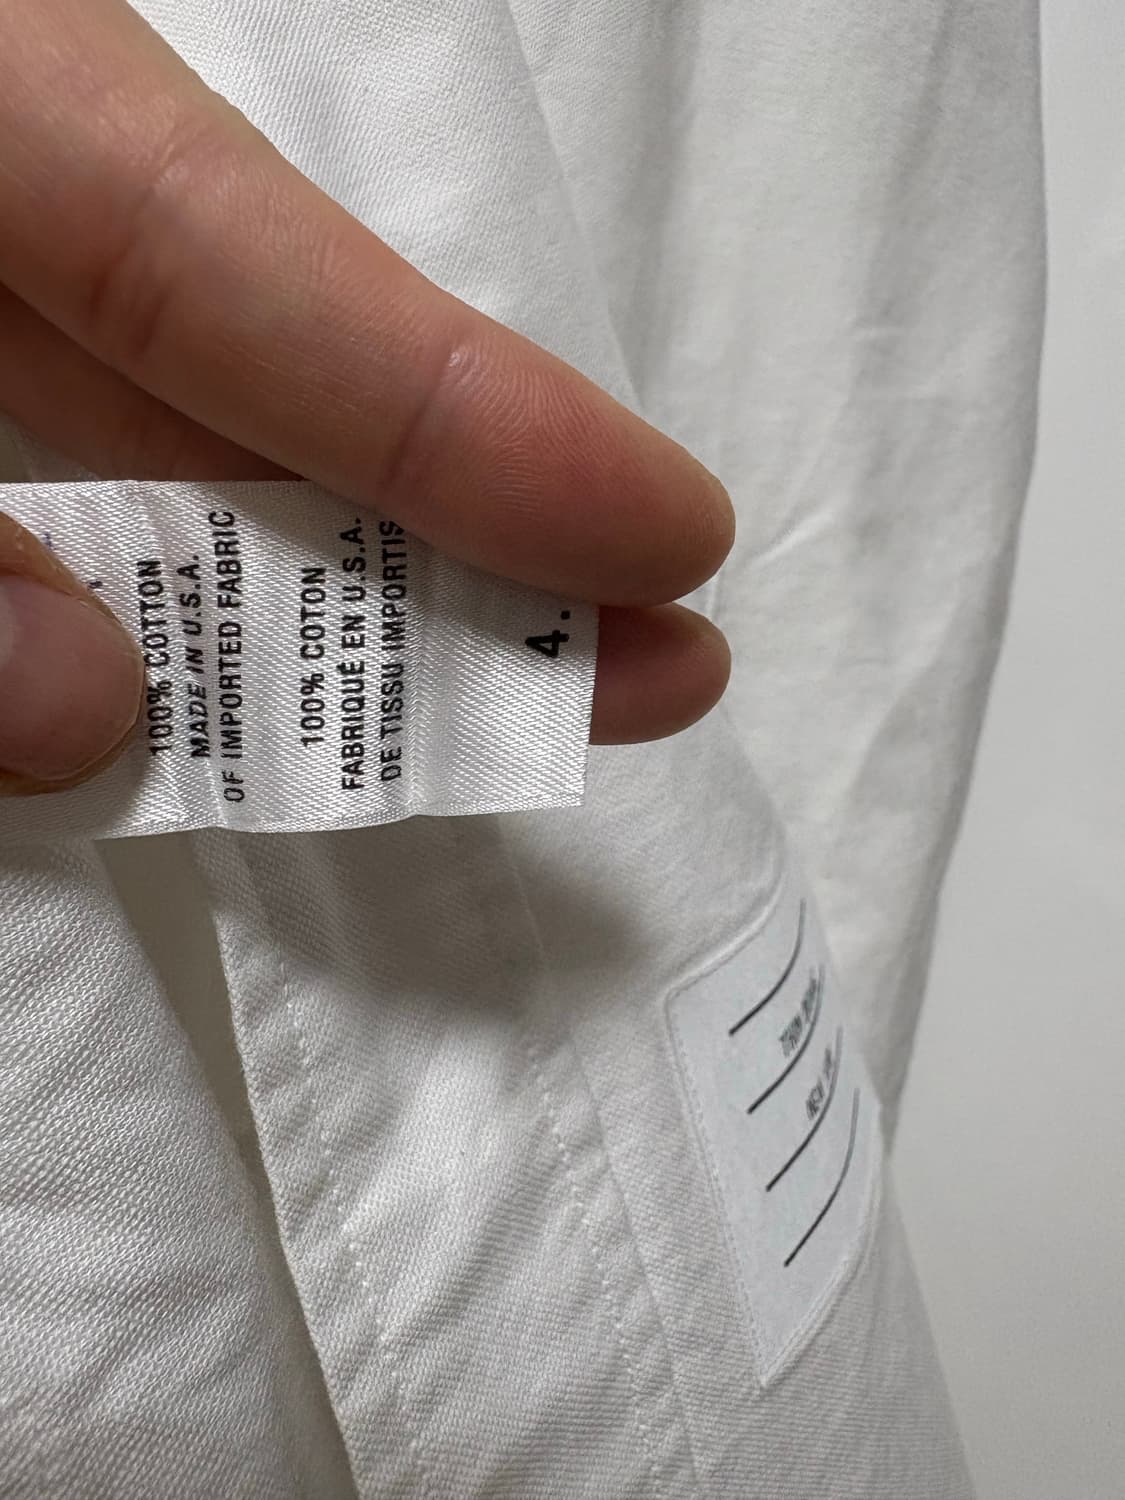 100% COTTON
MADE IN U.S.A.
OF IMPORTED FABRIC
100% COTON
FABRIQUÉ EN U.S.A.
DE TISSU IMPORTIS
4.